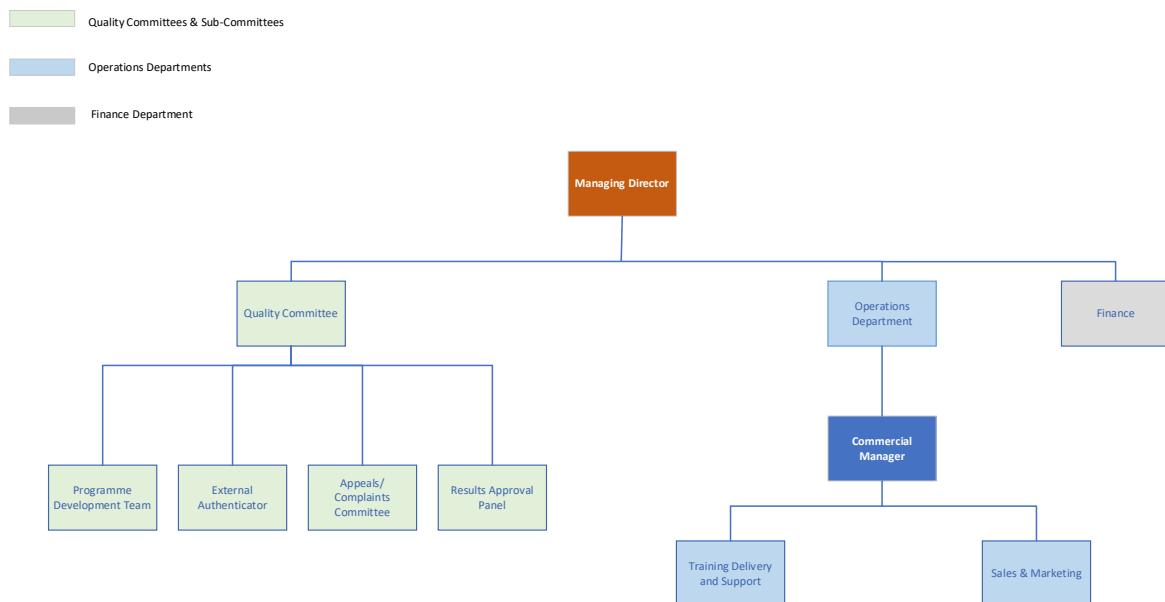 Quality Committees & Sub-Committees
Operations Departments
Finance Department
Managing Director
Quality Committee
Operations
Department
Finance
Commercial
Manager
Programme
Development Team
External
Authenticator
Appeals/
Complaints
Committee
Results Approval
Panel
Training Delivery
and Support
Sales & Marketing